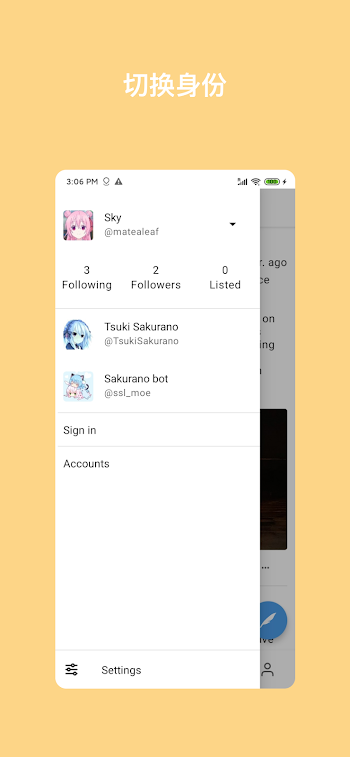 切换身份
3:06 PM
Sky
@matealeaf
3 2 0
Following Followers Listed
r. ago
ce
on
ing
Tsuki Sakurano
@TsukiSakurano
Sakurano bot
@ssl_moe
Sign in
Accounts
...
ive
Settings